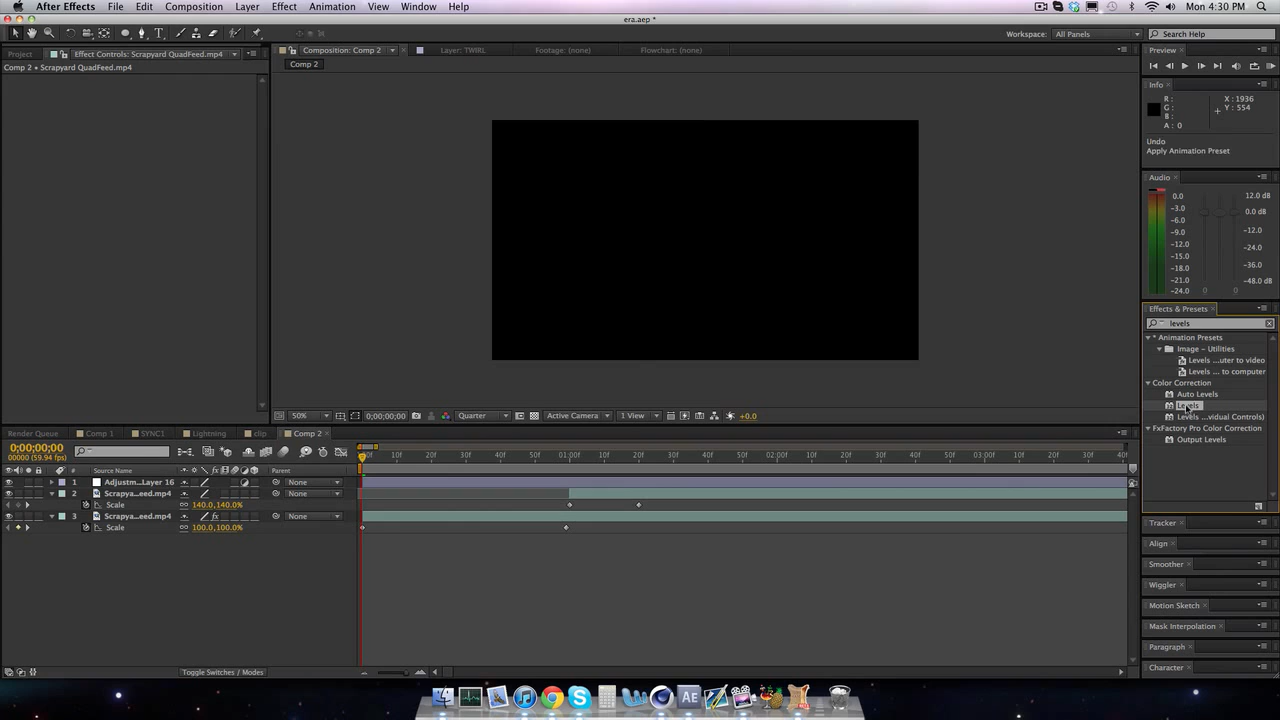 After Effects File Edit Composition Layer Effect Animation View Window Help Mon 4:30 PM
era.aep *
Workspace: All Panels Search Help
Project Effect Controls: Scrapyard QuadFeed.mp4 Composition: Comp 2 Layer: TWIRL Footage: (none) Flowchart: (none) Preview
Comp 2 • Scrapyard QuadFeed.mp4
Comp 2
Info
R: X: 1936
G: Y: 554
B:
A: 0
Undo
Apply Animation Preset
Audio
0.0 12.0 dB
-3.0 0.0 dB
-6.0
-9.0 -12.0
-12.0
-15.0 -24.0
-18.0 -36.0
-21.0
-24.0 -48.0 dB
Effects & Presets
levels
* Animation Presets
Image – Utilities
Levels ...uter to video
Levels ... to computer
Color Correction
Auto Levels
Levels
Levels ...vidual Controls)
FxFactory Pro Color Correction
Output Levels
50% 0;00;00;00 Quarter Active Camera 1 View +0.0
Render Queue Comp 1 SYNC1 Lightning clip Comp 2
0;00;00;00
00000 (59.94 fps)
00f 10f 20f 30f 40f 50f 01:00f 10f 20f 30f 40f 50f 02:00f 10f 20f 30f 40f 50f 03:00f 10f 20f 30f 40f
# Source Name Parent
1 Adjustm...Layer 16 None
2 Scrapya...eed.mp4 None
Scale 140.0,140.0%
3 Scrapya...eed.mp4 None
Scale 100.0,100.0%
Toggle Switches / Modes
Tracker
Align
Smoother
Wiggler
Motion Sketch
Mask Interpolation
Paragraph
Character